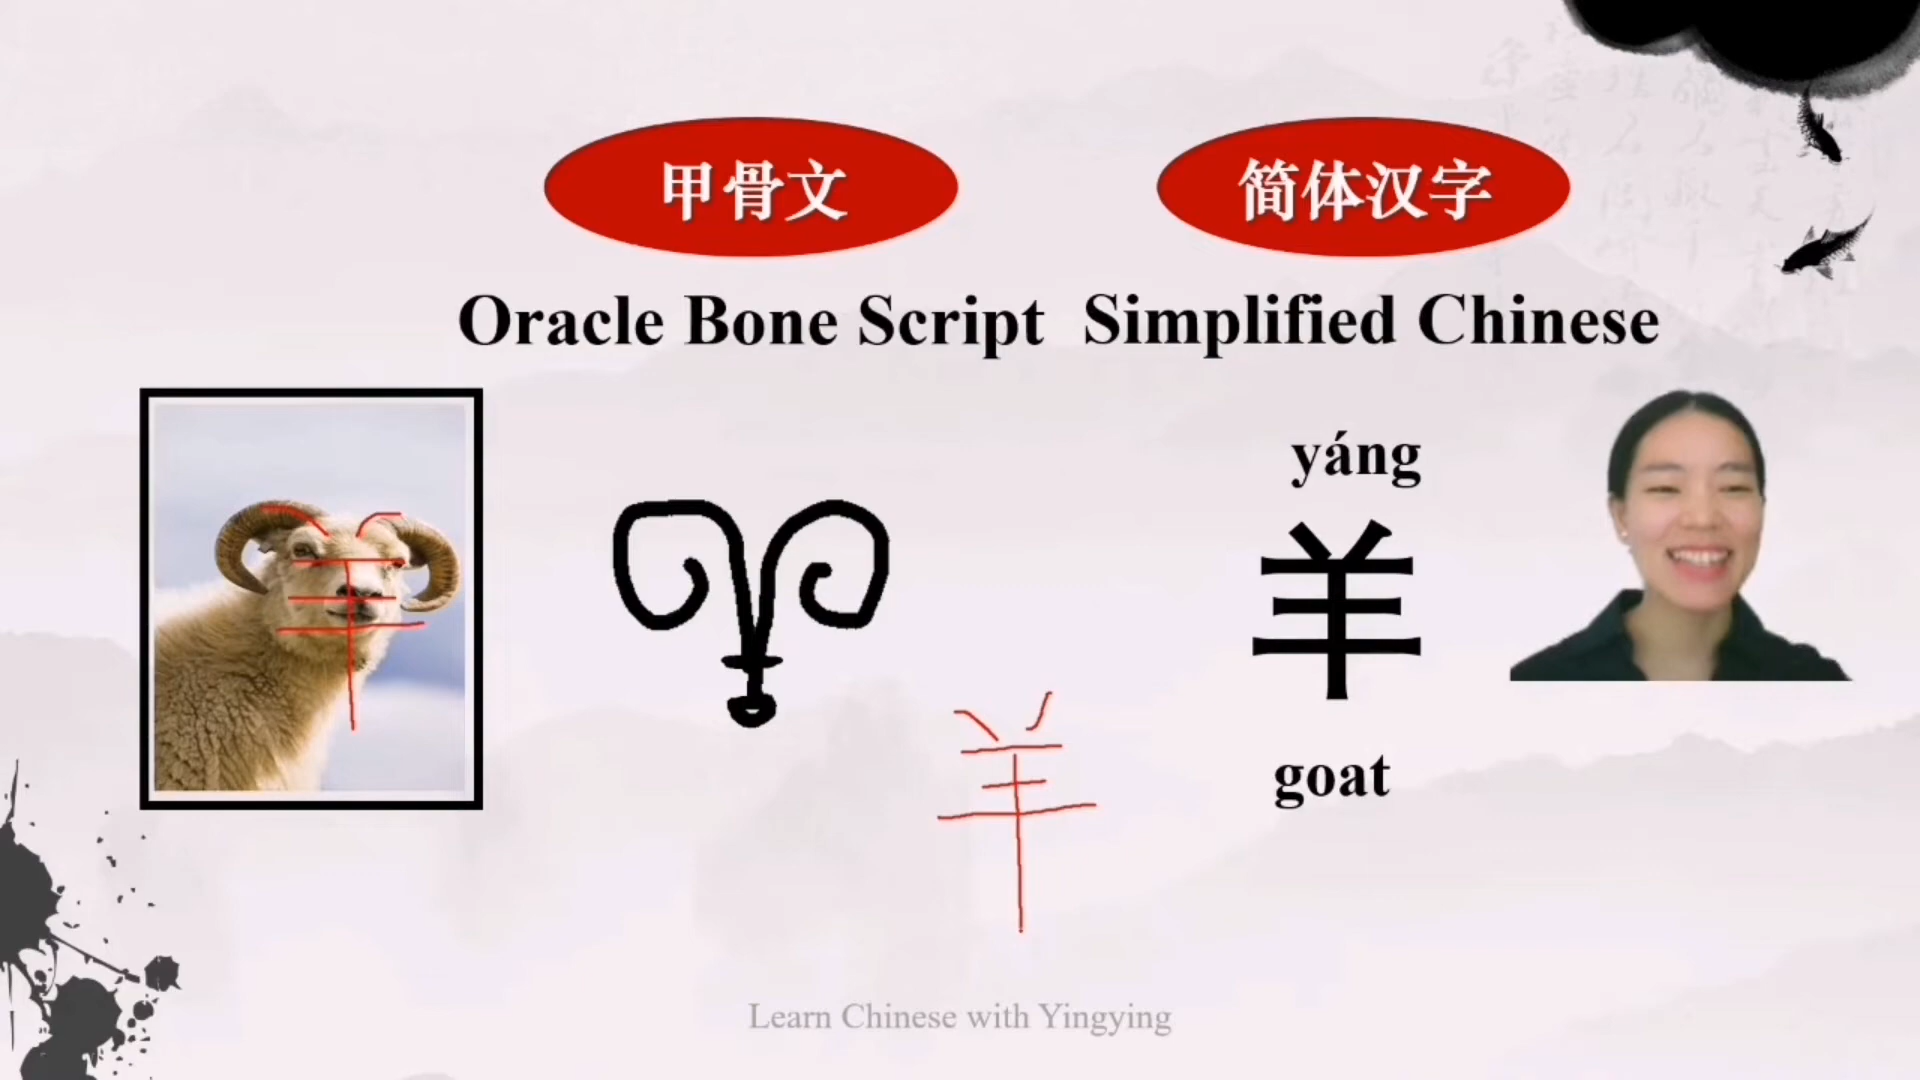 甲骨文
简体汉字
Oracle Bone Script
Simplified Chinese
yáng
羊
羊
goat
Learn Chinese with Yingying